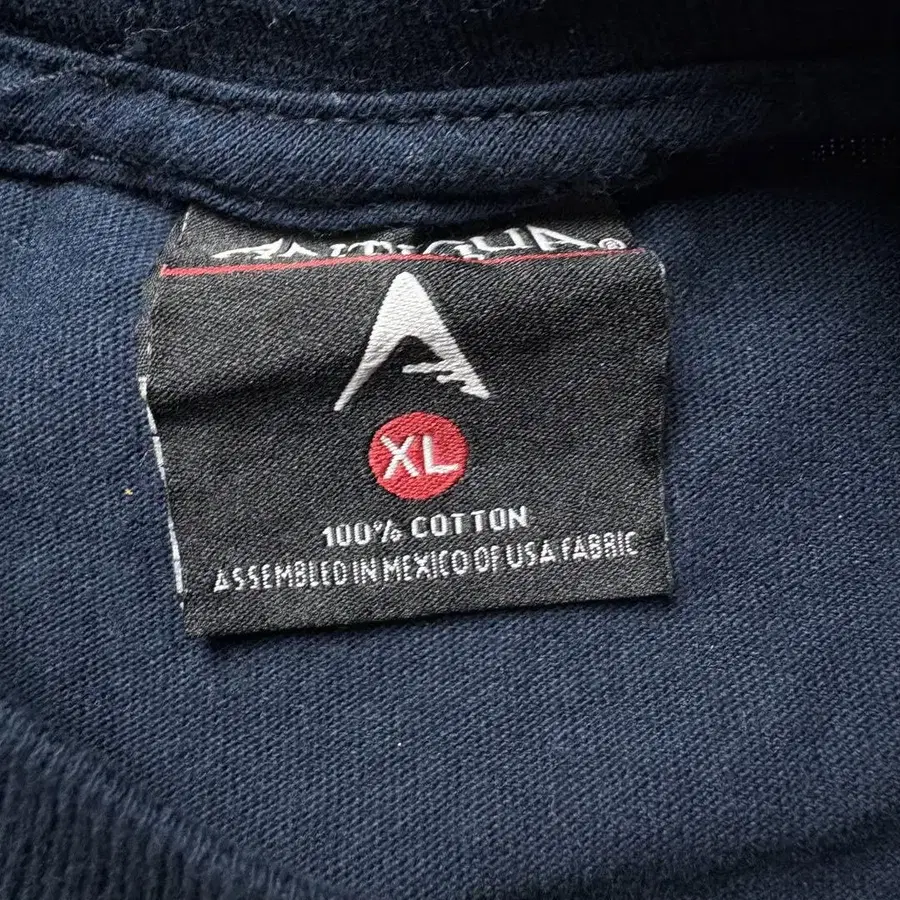 ANTIGUA®
XL
100% COTTON
ASSEMBLED IN MEXICO OF USA FABRIC